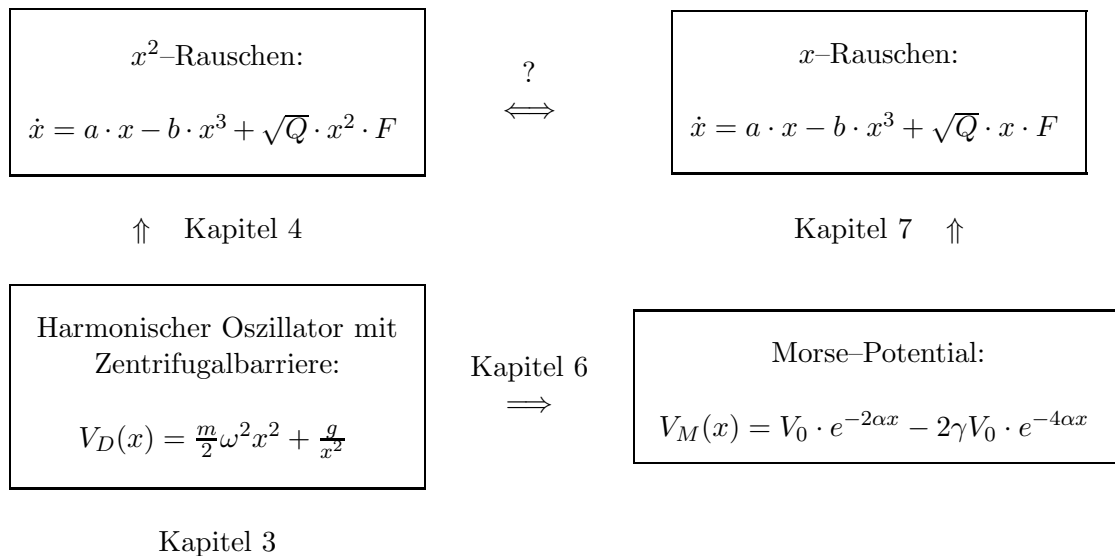 x²–Rauschen:
ẋ = a · x − b · x³ + √Q · x² · F
?
⟺
x–Rauschen:
ẋ = a · x − b · x³ + √Q · x · F
⇑ Kapitel 4
Kapitel 7 ⇑
Harmonischer Oszillator mit
Zentrifugalbarriere:
V_D(x) = m/2 ω²x² + g/x²
Kapitel 6
⟹
Morse–Potential:
V_M(x) = V₀ · e^{−2αx} − 2γV₀ · e^{−4αx}
Kapitel 3